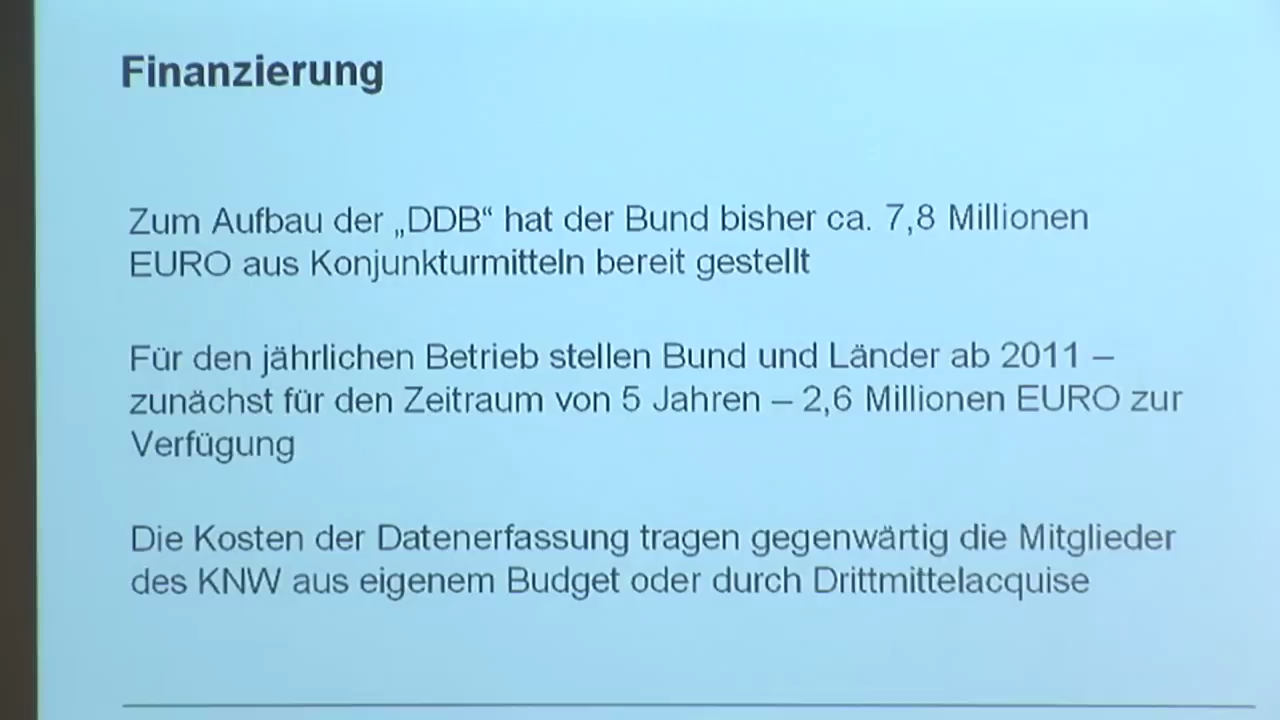 Finanzierung
Zum Aufbau der „DDB“ hat der Bund bisher ca. 7,8 Millionen
EURO aus Konjunkturmitteln bereit gestellt
Für den jährlichen Betrieb stellen Bund und Länder ab 2011 –
zunächst für den Zeitraum von 5 Jahren – 2,6 Millionen EURO zur
Verfügung
Die Kosten der Datenerfassung tragen gegenwärtig die Mitglieder
des KNW aus eigenem Budget oder durch Drittmittelacquise